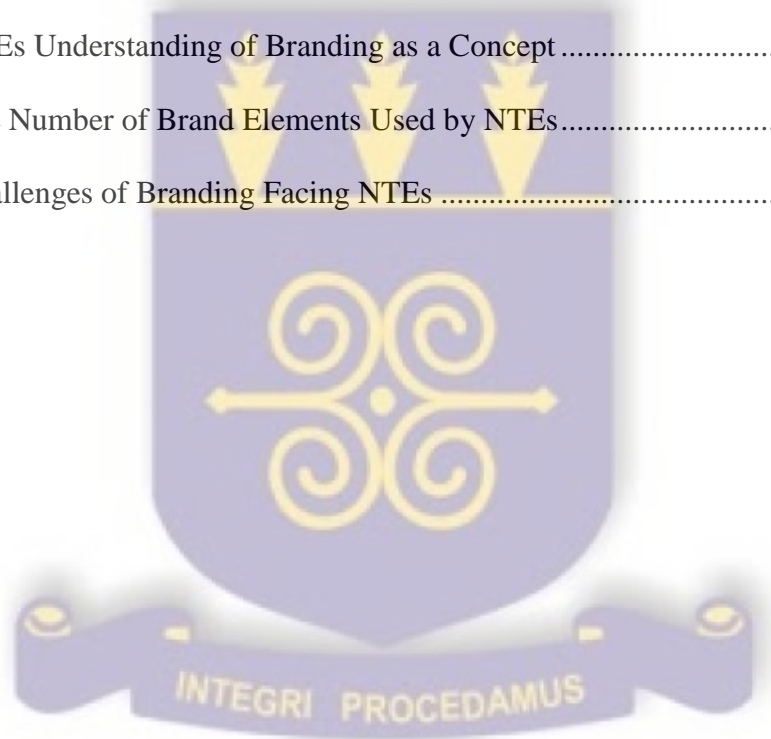 Es Understanding of Branding as a Concept ..............................
Number of Brand Elements Used by NTEs..............................
allenges of Branding Facing NTEs ..........................................
INTEGRI PROCEDAMUS